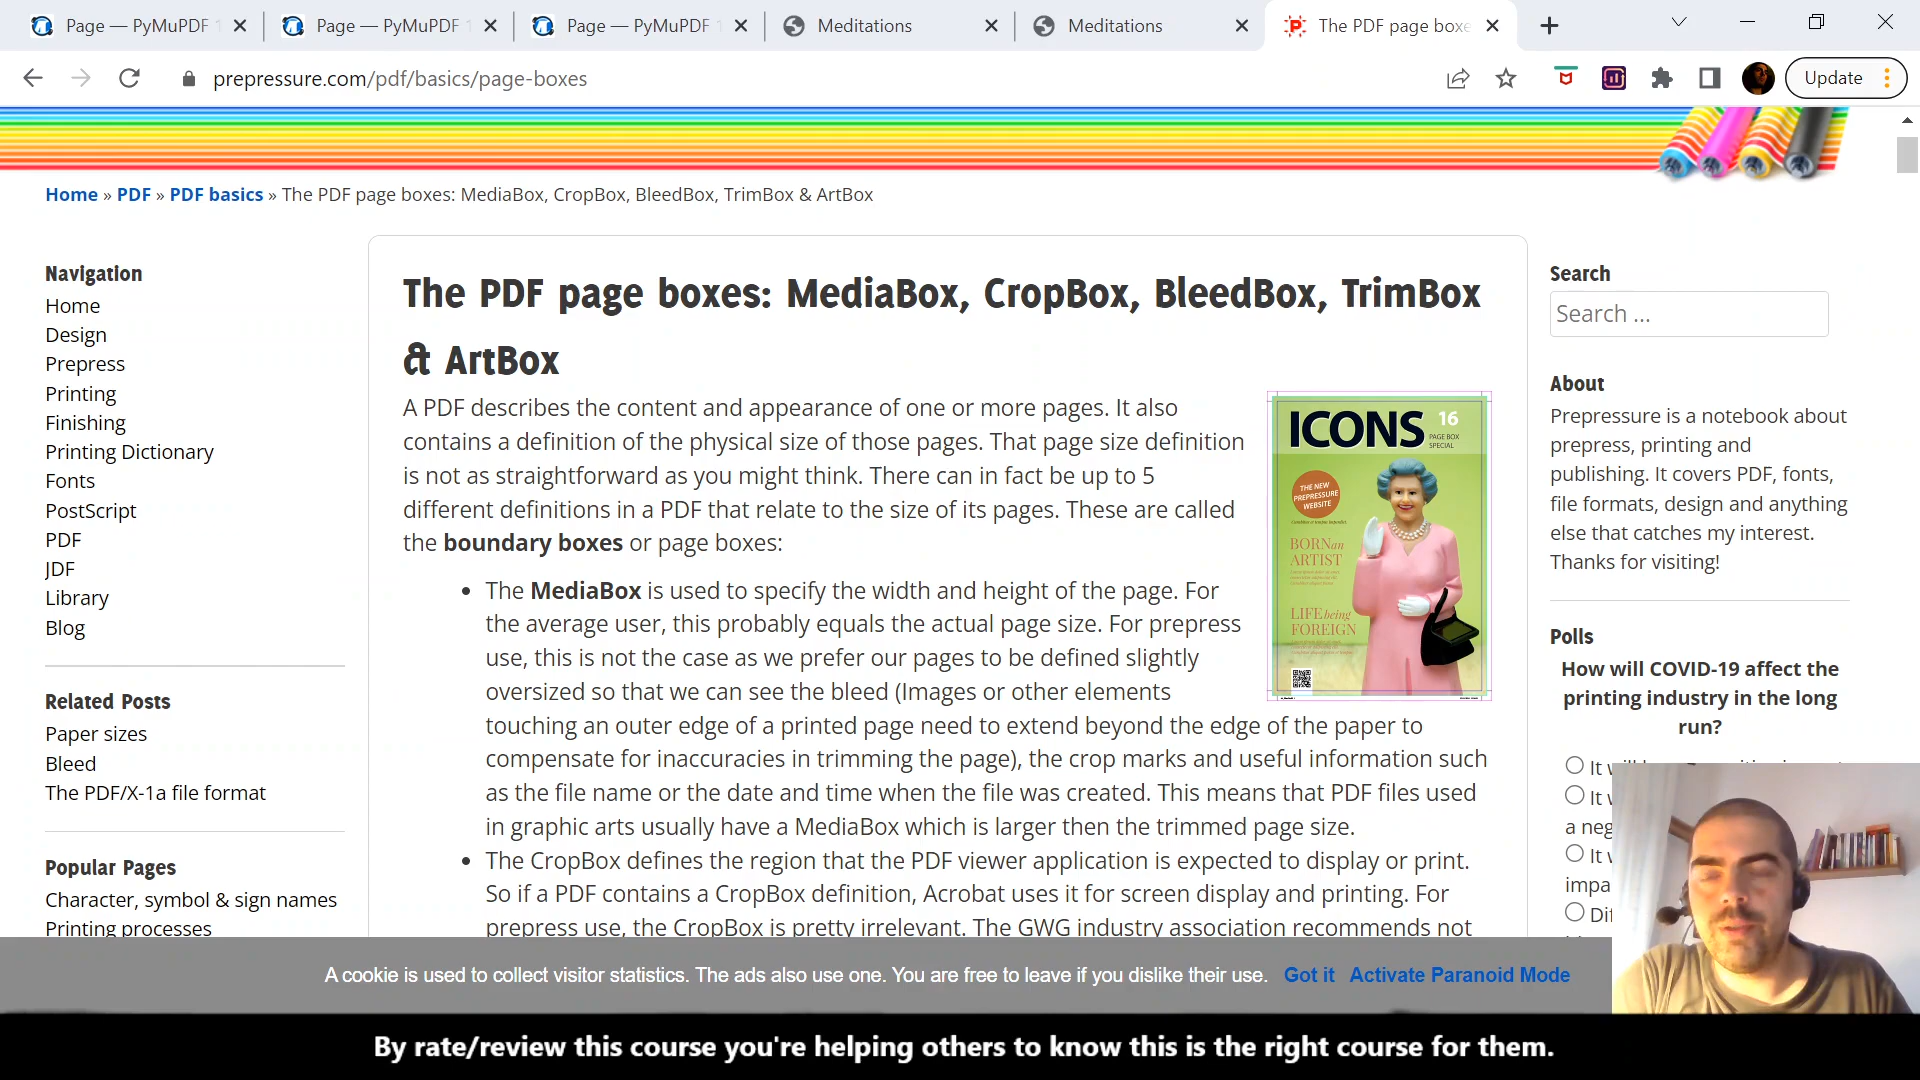 Page — PyMuPDF
Page — PyMuPDF
Page — PyMuPDF
Meditations
Meditations
The PDF page boxe
prepressure.com/pdf/basics/page-boxes
Update
Home » PDF » PDF basics » The PDF page boxes: MediaBox, CropBox, BleedBox, TrimBox & ArtBox
Navigation
Home
Design
Prepress
Printing
Finishing
Printing Dictionary
Fonts
PostScript
PDF
JDF
Library
Blog
Related Posts
Paper sizes
Bleed
The PDF/X-1a file format
Popular Pages
Character, symbol & sign names
Printing processes
The PDF page boxes: MediaBox, CropBox, BleedBox, TrimBox
& ArtBox
A PDF describes the content and appearance of one or more pages. It also
contains a definition of the physical size of those pages. That page size definition
is not as straightforward as you might think. There can in fact be up to 5
different definitions in a PDF that relate to the size of its pages. These are called
the boundary boxes or page boxes:
• The MediaBox is used to specify the width and height of the page. For
the average user, this probably equals the actual page size. For prepress
use, this is not the case as we prefer our pages to be defined slightly
oversized so that we can see the bleed (Images or other elements
touching an outer edge of a printed page need to extend beyond the edge of the paper to
compensate for inaccuracies in trimming the page), the crop marks and useful information such
as the file name or the date and time when the file was created. This means that PDF files used
in graphic arts usually have a MediaBox which is larger then the trimmed page size.
• The CropBox defines the region that the PDF viewer application is expected to display or print.
So if a PDF contains a CropBox definition, Acrobat uses it for screen display and printing. For
prepress use, the CropBox is pretty irrelevant. The GWG industry association recommends not
ICONS
16
PAGE BOX
SPECIAL
THE NEW
PREPRESSURE
WEBSITE
BORN an
ARTIST
LIFE being
FOREIGN
Search
Search ...
About
Prepressure is a notebook about
prepress, printing and
publishing. It covers PDF, fonts,
file formats, design and anything
else that catches my interest.
Thanks for visiting!
Polls
How will COVID-19 affect the
printing industry in the long
run?
It
It
a neg
It
impa
A cookie is used to collect visitor statistics. The ads also use one. You are free to leave if you dislike their use. Got it Activate Paranoid Mode
By rate/review this course you're helping others to know this is the right course for them.